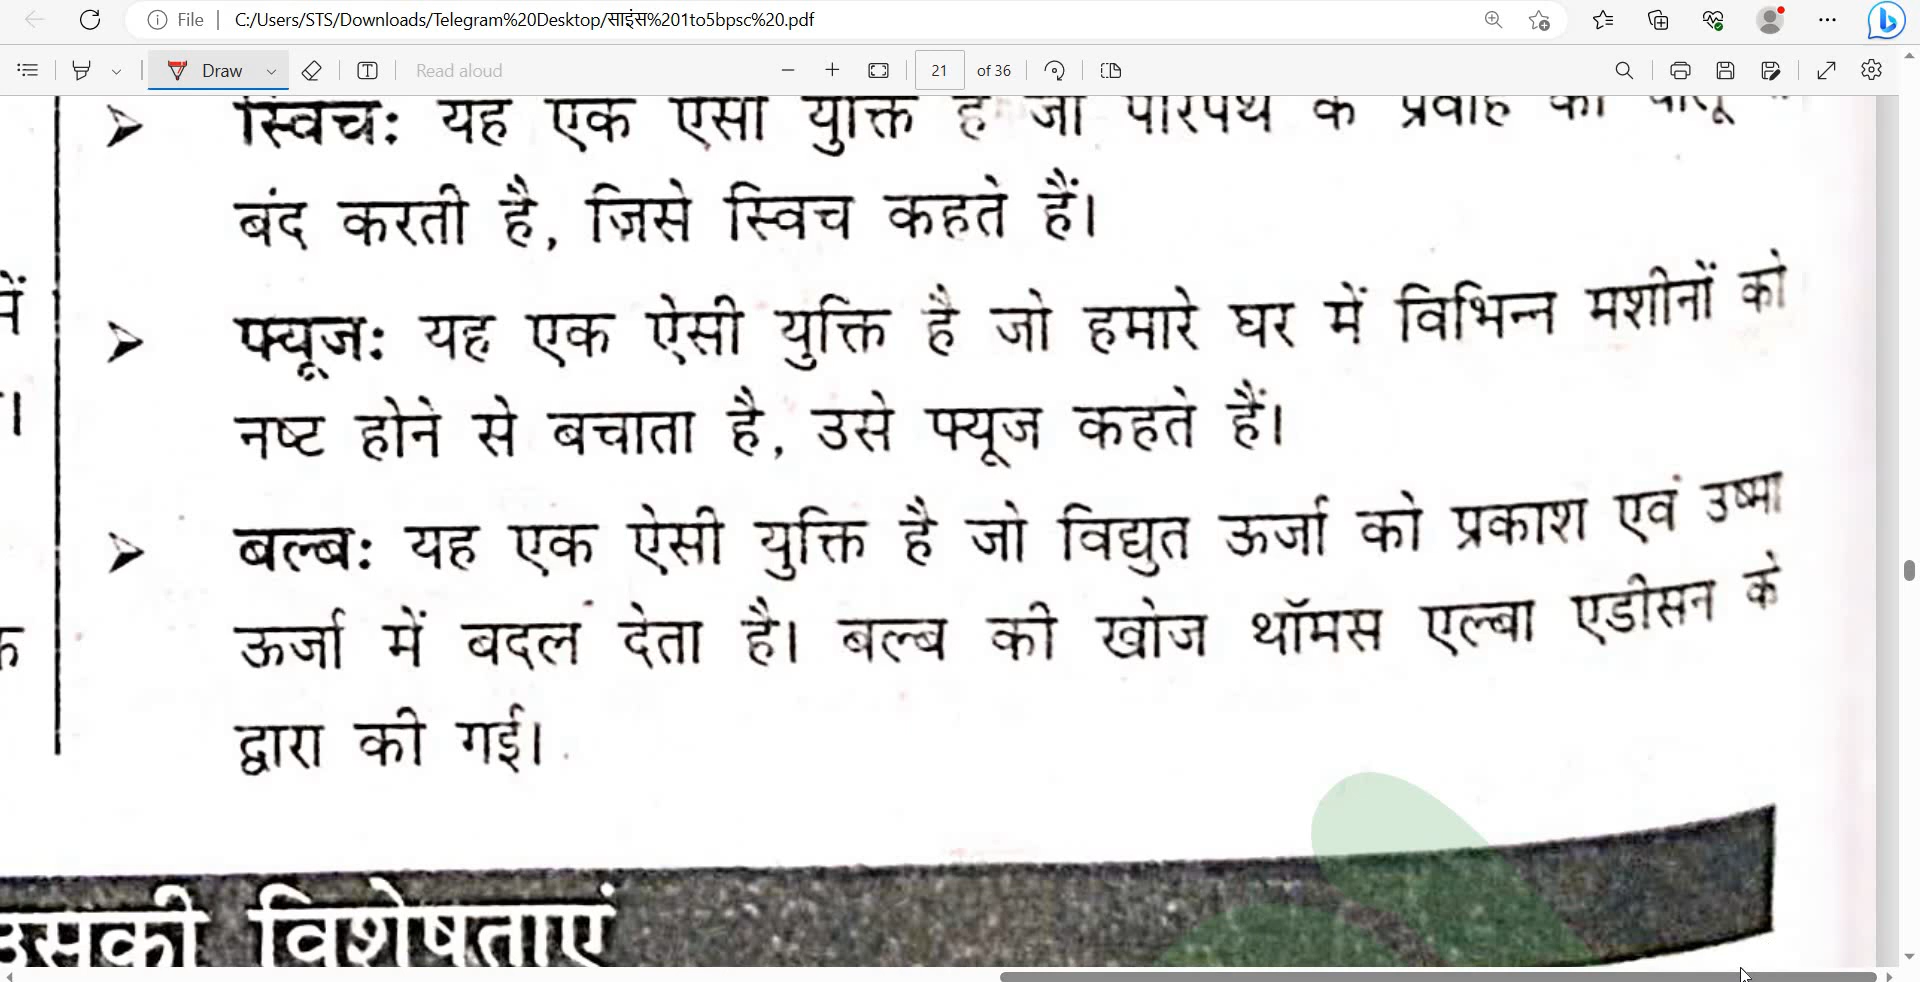 File
C:/Users/STS/Downloads/Telegram%20Desktop/साइंस%201to5bpsc%20.pdf
Draw
Read aloud
21
of 36
स्विच: यह एक ऐसी युक्ति है जो परिपथ के प्रवाह को चालू
बंद करती है, जिसे स्विच कहते हैं।
फ्यूज: यह एक ऐसी युक्ति है जो हमारे घर में विभिन्न मशीनों को
नष्ट होने से बचाता है, उसे फ्यूज कहते हैं।
बल्ब: यह एक ऐसी युक्ति है जो विद्युत ऊर्जा को प्रकाश एवं उष्मा
ऊर्जा में बदल देता है। बल्ब की खोज थॉमस एल्बा एडीसन के
द्वारा की गई।
उसकी विशेषताएं